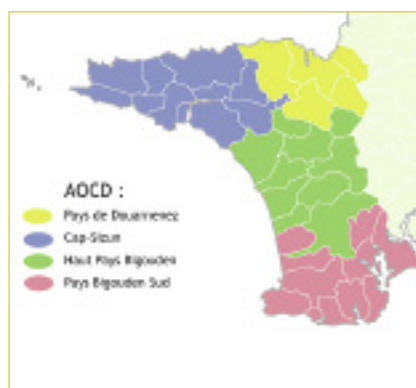 AOCD :
Pays de Douarnenez
Cap-Sizun
Haut Pays Bigouden
Pays Bigouden Sud